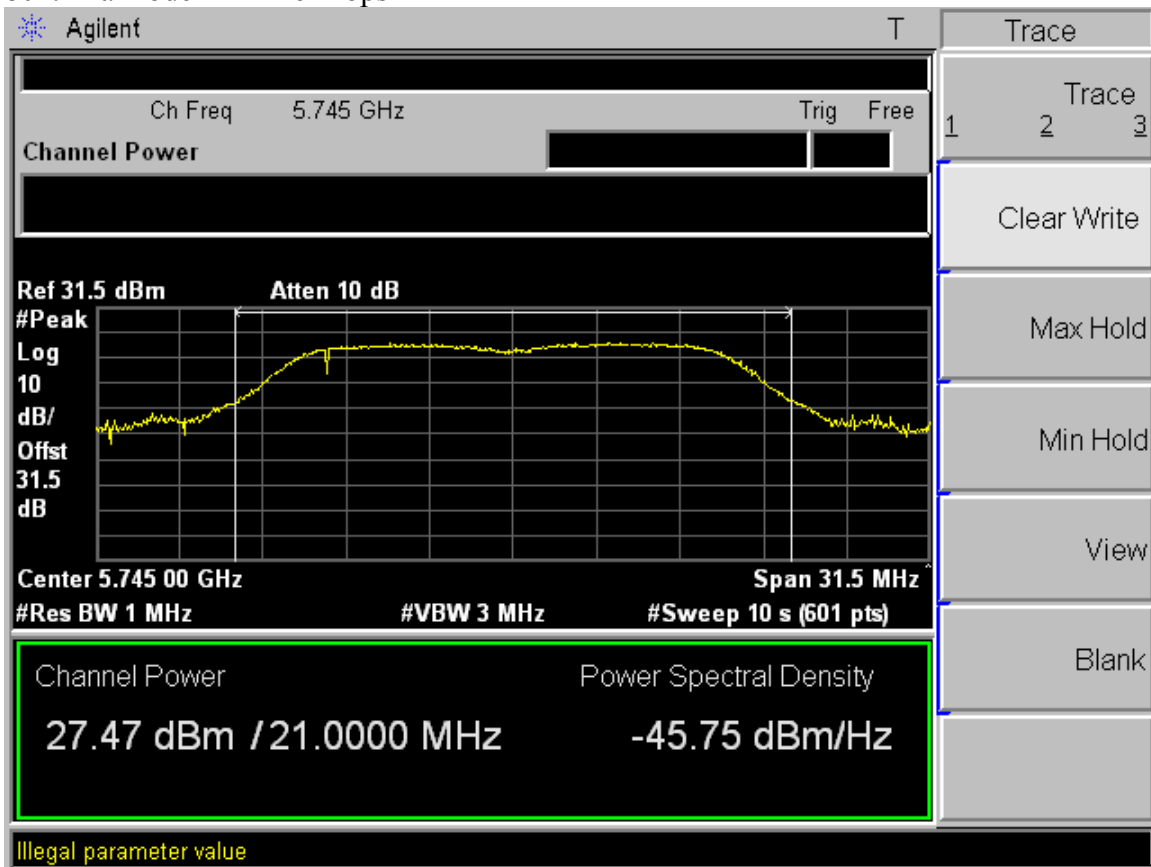 Agilent T
Trace
Ch Freq 5.745 GHz Trig Free
Channel Power
Trace
1 2 3
Clear Write
Ref 31.5 dBm Atten 10 dB
#Peak
Log
10
dB/
Offst
31.5
dB
Max Hold
Min Hold
View
Center 5.745 00 GHz Span 31.5 MHz
#Res BW 1 MHz #VBW 3 MHz #Sweep 10 s (601 pts)
Blank
Channel Power Power Spectral Density
27.47 dBm / 21.0000 MHz -45.75 dBm/Hz
Illegal parameter value